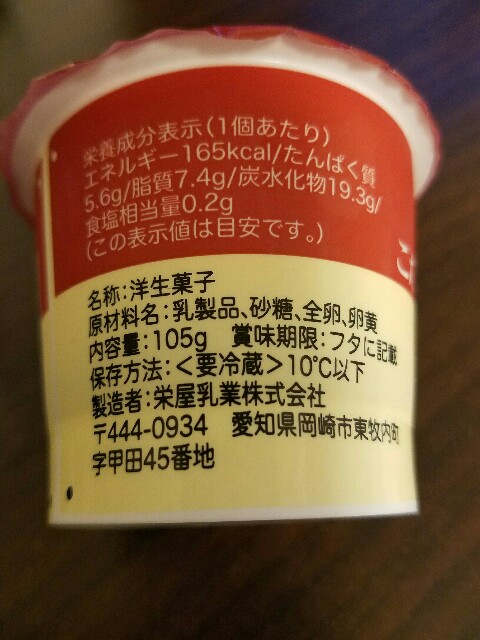 栄養成分表示(1個あたり)
エネルギー165kcal/たんぱく質
5.6g/脂質7.4g/炭水化物19.3g/
食塩相当量0.2g
(この表示値は目安です。)
こ
名称:洋生菓子
原材料名:乳製品、砂糖、全卵、卵黄
内容量:105g 賞味期限:フタに記載
保存方法:<要冷蔵>10℃以下
製造者:栄屋乳業株式会社
〒444-0934 愛知県岡崎市東牧内町
字甲田45番地